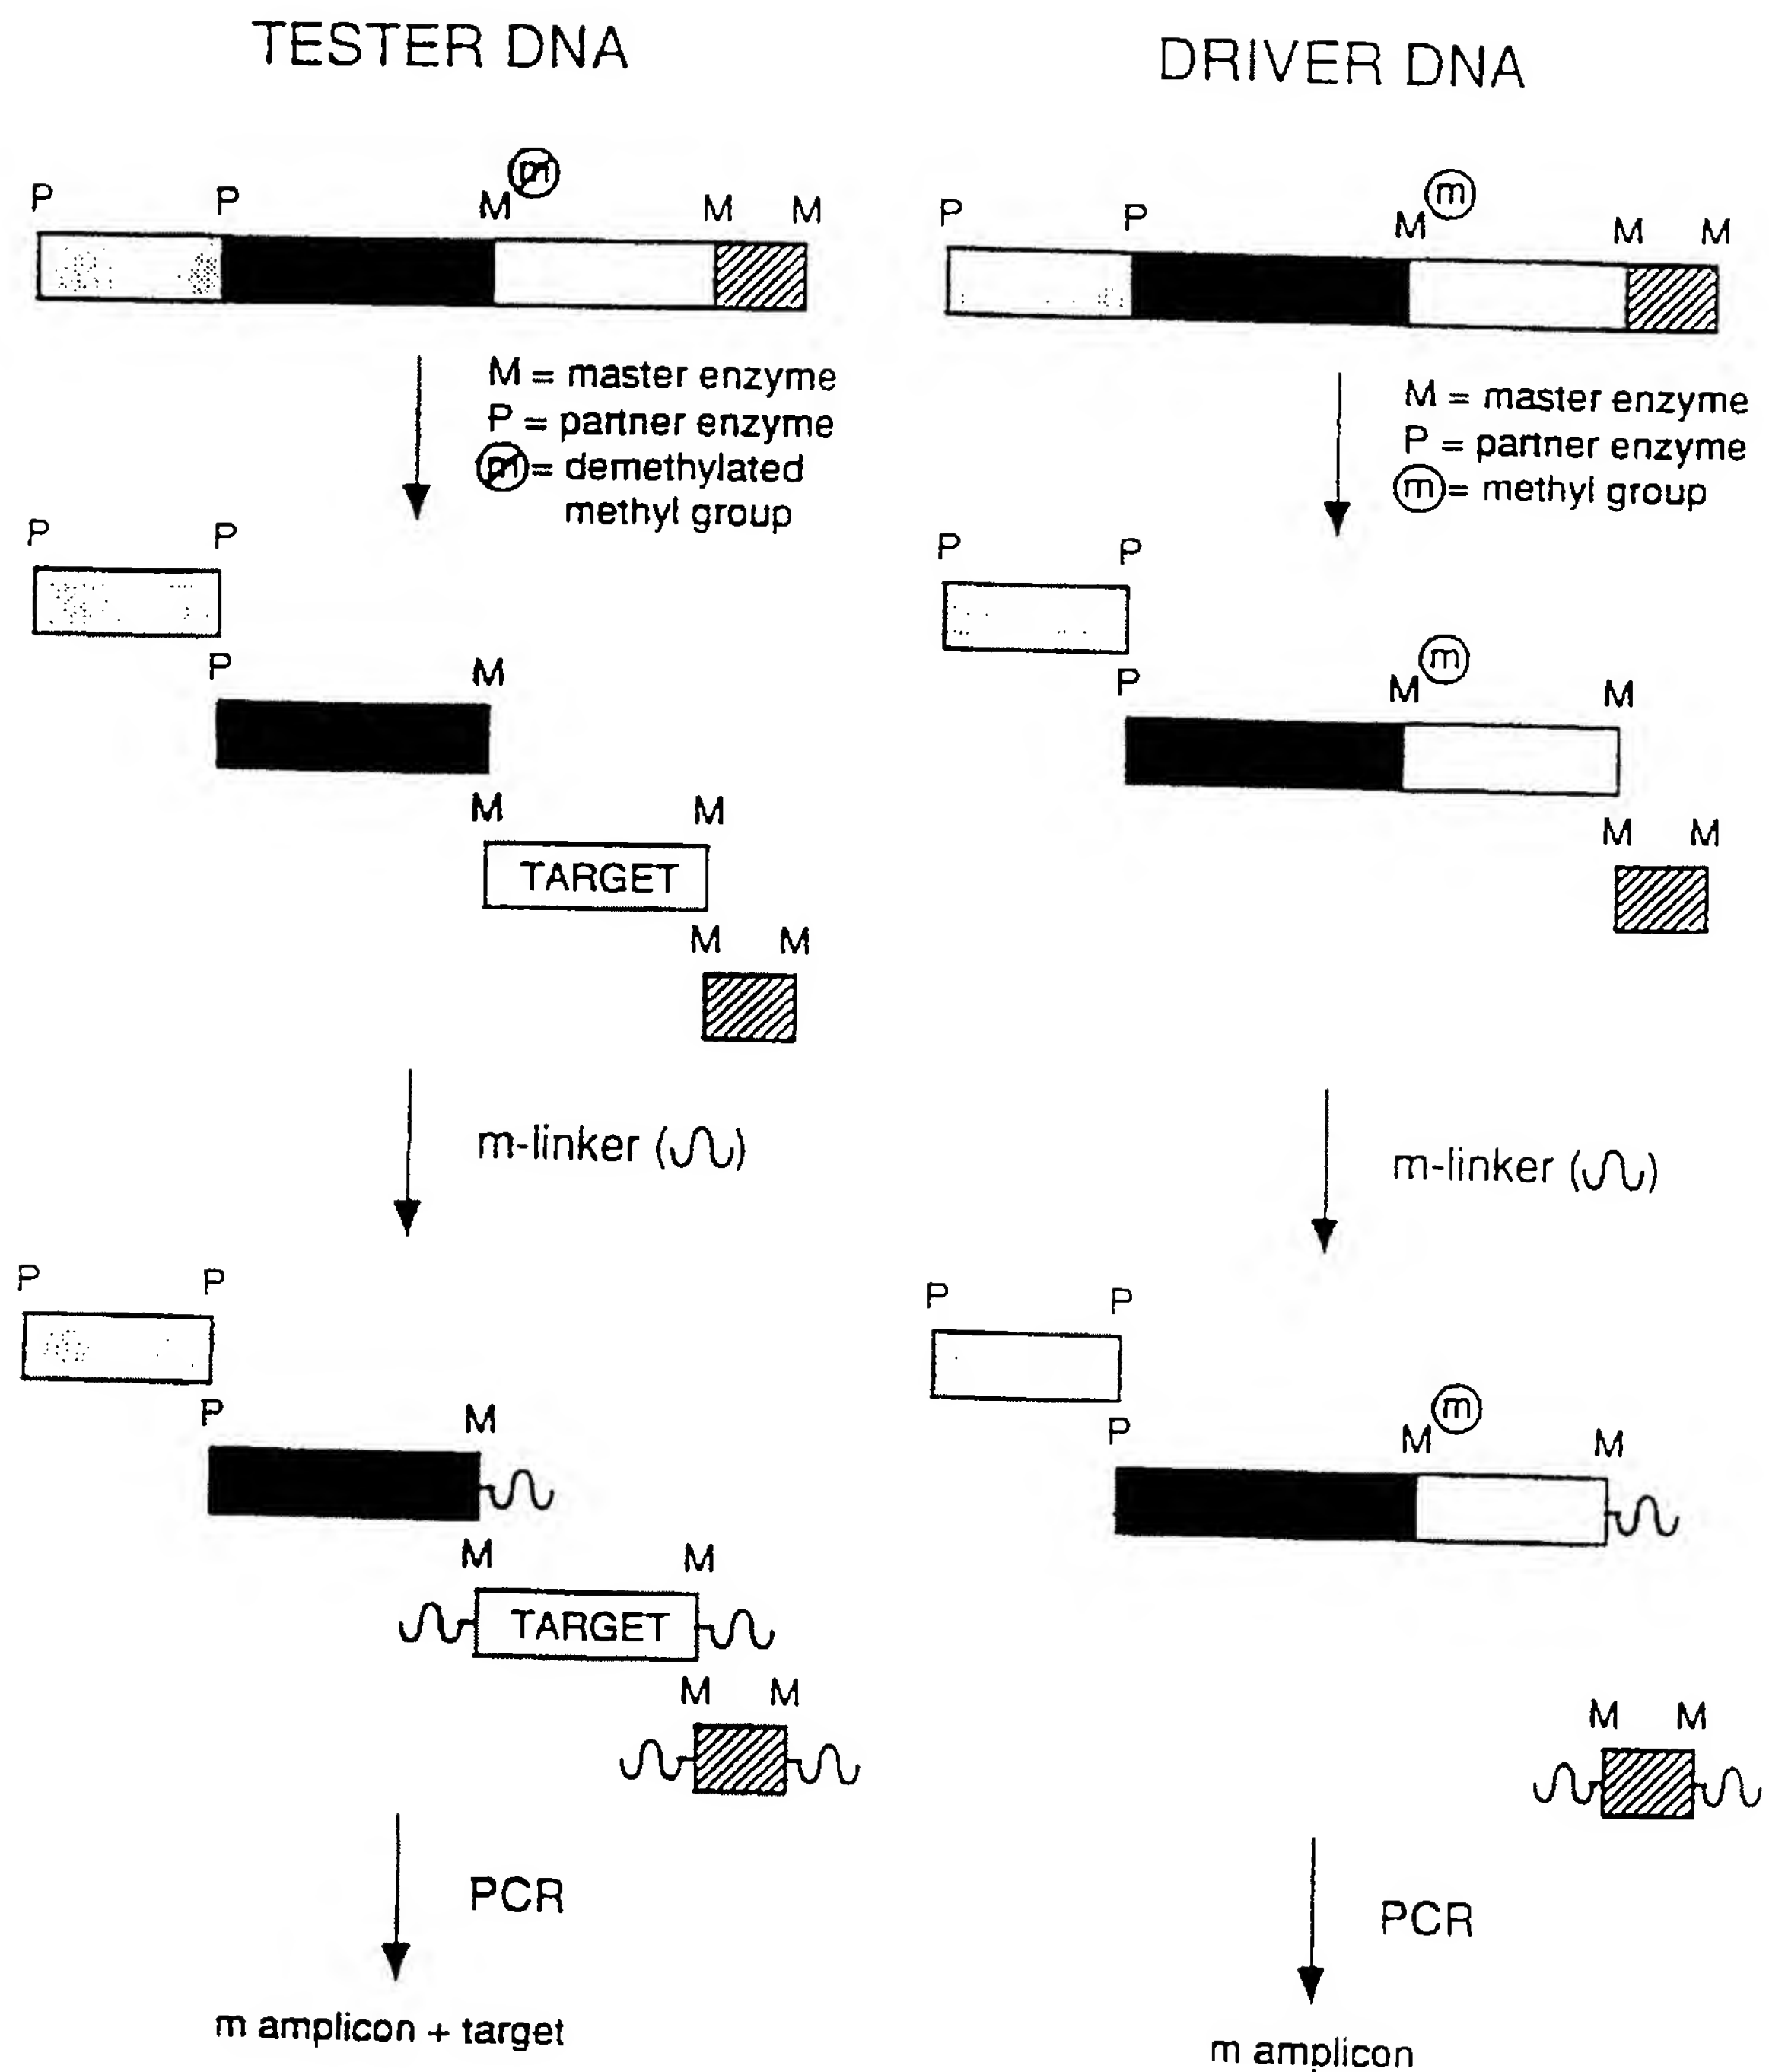 TESTER DNA
DRIVER DNA
P P M m M M
P P M m M M
M = master enzyme
P = partner enzyme
m = demethylated
methyl group
M = master enzyme
P = partner enzyme
m = methyl group
P P
P M
M M
TARGET
M M
P P
P M m M
M M
m-linker ( )
m-linker ( )
P P
P M
M M
TARGET
M M
P P
P M m M
M M
PCR
PCR
m amplicon + target
m amplicon